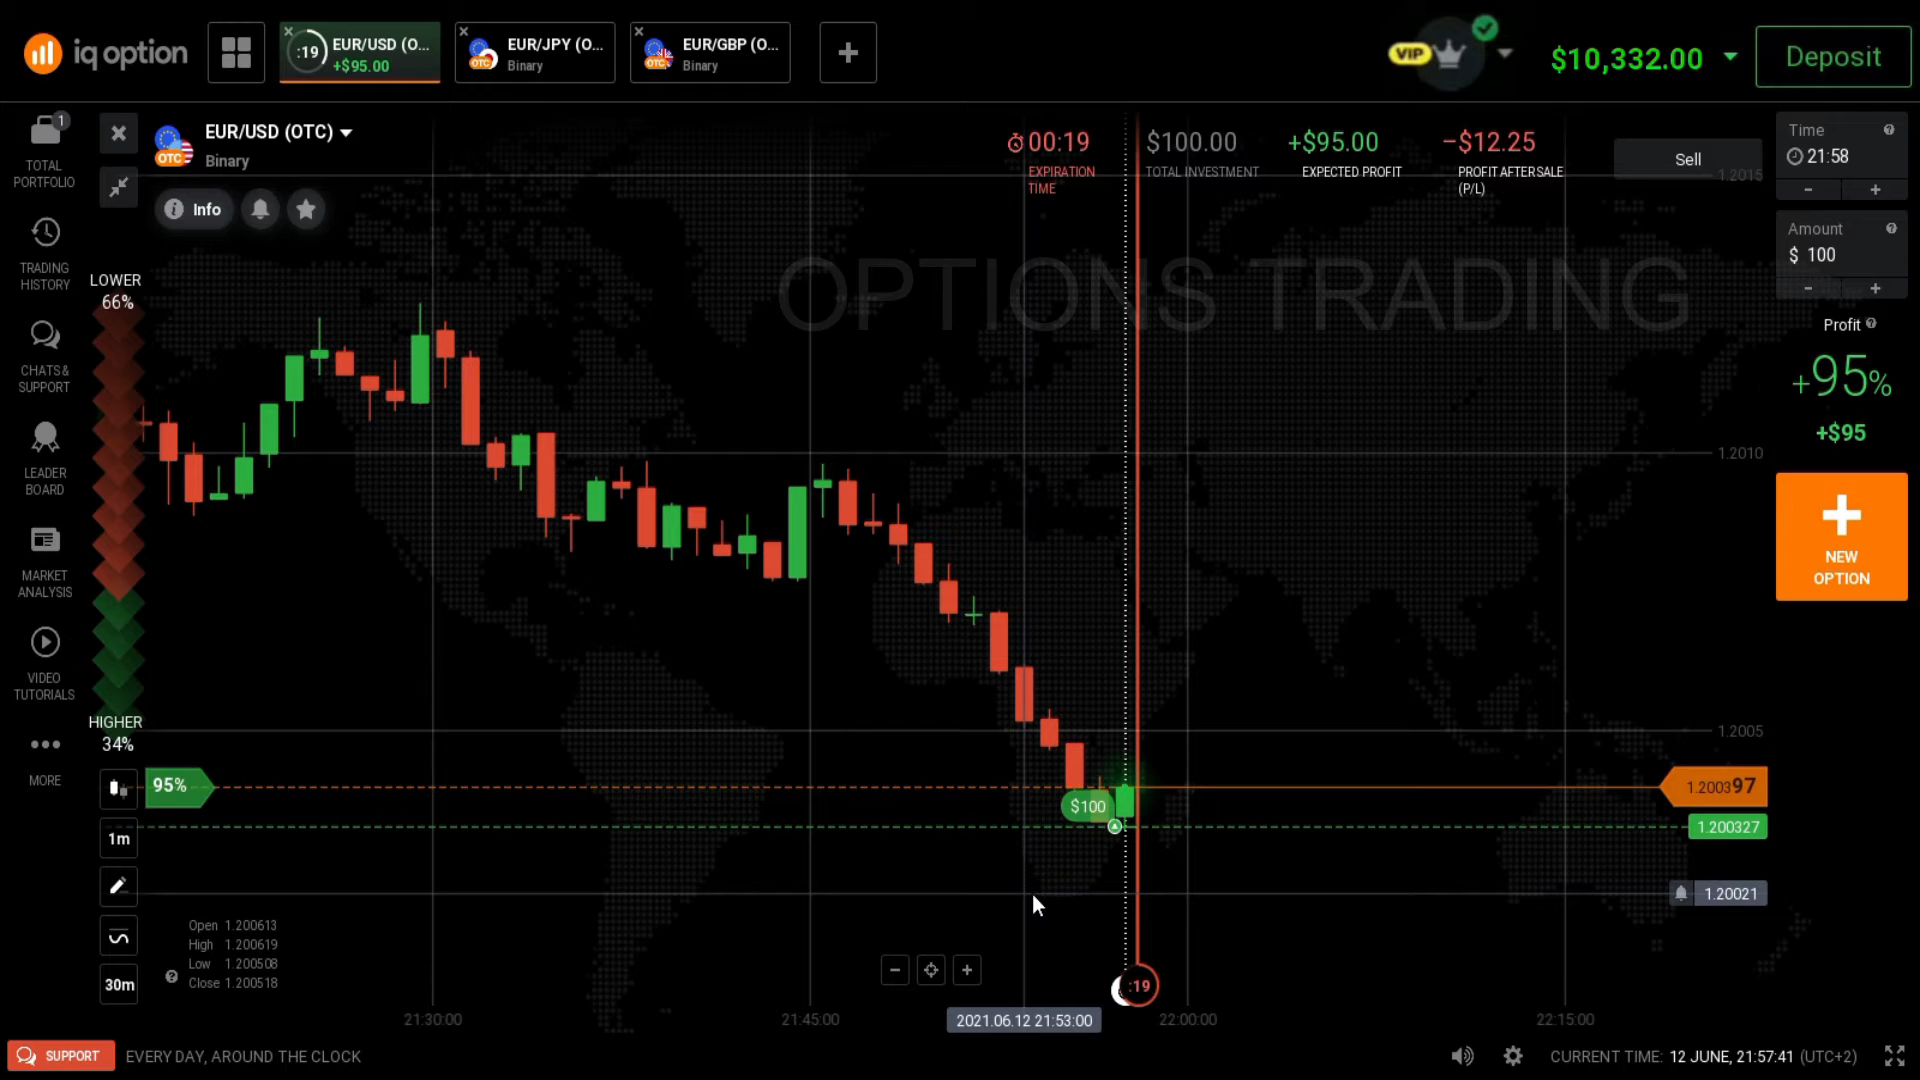 iq option
:19
EUR/USD (O...
+$95.00
OTC
EUR/JPY (O...
Binary
OTC
EUR/GBP (O...
Binary
VIP
$10,332.00
Deposit
1
TOTAL
PORTFOLIO
TRADING
HISTORY
CHATS &
SUPPORT
LEADER
BOARD
MARKET
ANALYSIS
VIDEO
TUTORIALS
MORE
OTC
EUR/USD (OTC)
Binary
Info
00:19
EXPIRATION
TIME
$100.00
TOTAL INVESTMENT
+$95.00
EXPECTED PROFIT
−$12.25
PROFIT AFTER SALE
(P/L)
Sell
1.2015
OPTIONS TRADING
Time
21:58
- +
Amount
$ 100
- +
Profit
+95%
+$95
NEW
OPTION
LOWER
66%
HIGHER
34%
1.2010
1.2005
95%
$100
1.200397
1.200327
1.20021
1m
30m
Open 1.200613
High 1.200619
Low 1.200508
Close 1.200518
:19
21:30:00
21:45:00
2021.06.12 21:53:00
22:00:00
22:15:00
SUPPORT
EVERY DAY, AROUND THE CLOCK
CURRENT TIME: 12 JUNE, 21:57:41 (UTC+2)